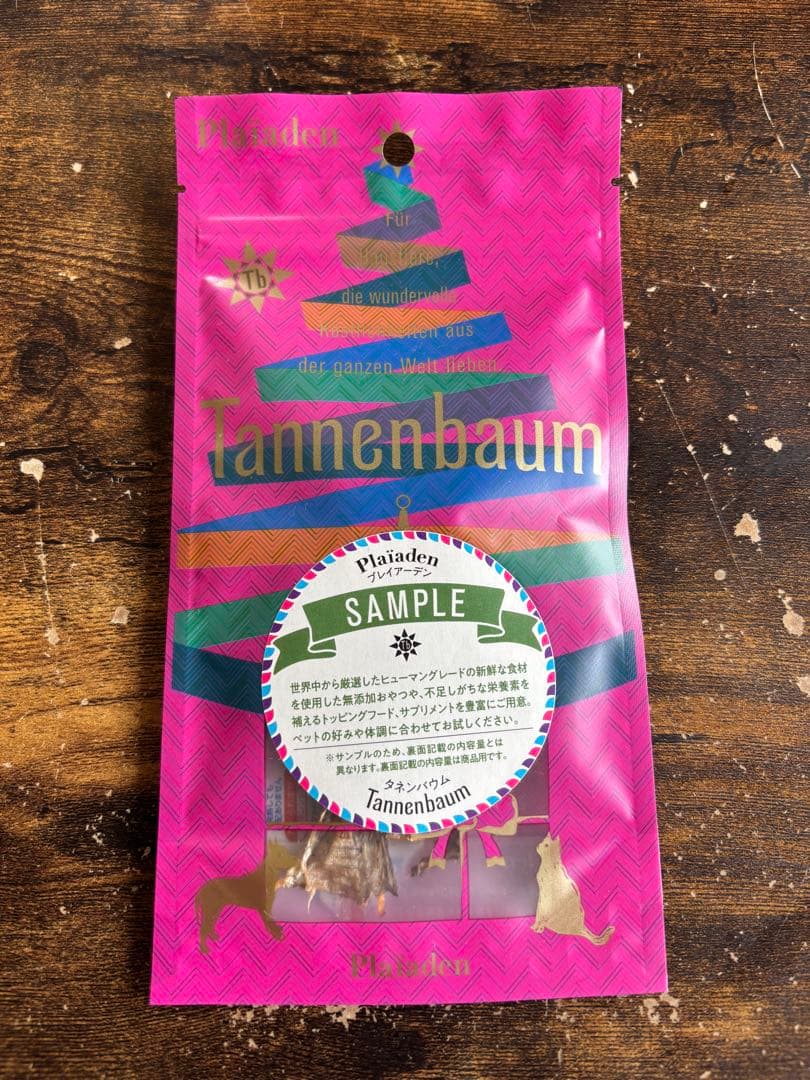 Plaïaden
Für
die wundervolle
Köstlichkeiten aus
der ganzen Welt lieben.
Tb
Tannenbaum
Plaïaden
プレイアーデン
SAMPLE
Tb
世界中から厳選したヒューマングレードの新鮮な食材
を使用した無添加おやつや、不足しがちな栄養素を
補えるトッピングフード、サプリメントを豊富にご用意。
ペットの好みや体調に合わせてお試しください。
※サンプルのため、裏面記載の内容量とは
異なります。裏面記載の内容量は商品用です。
タネンバウム
Tannenbaum
Plaïaden